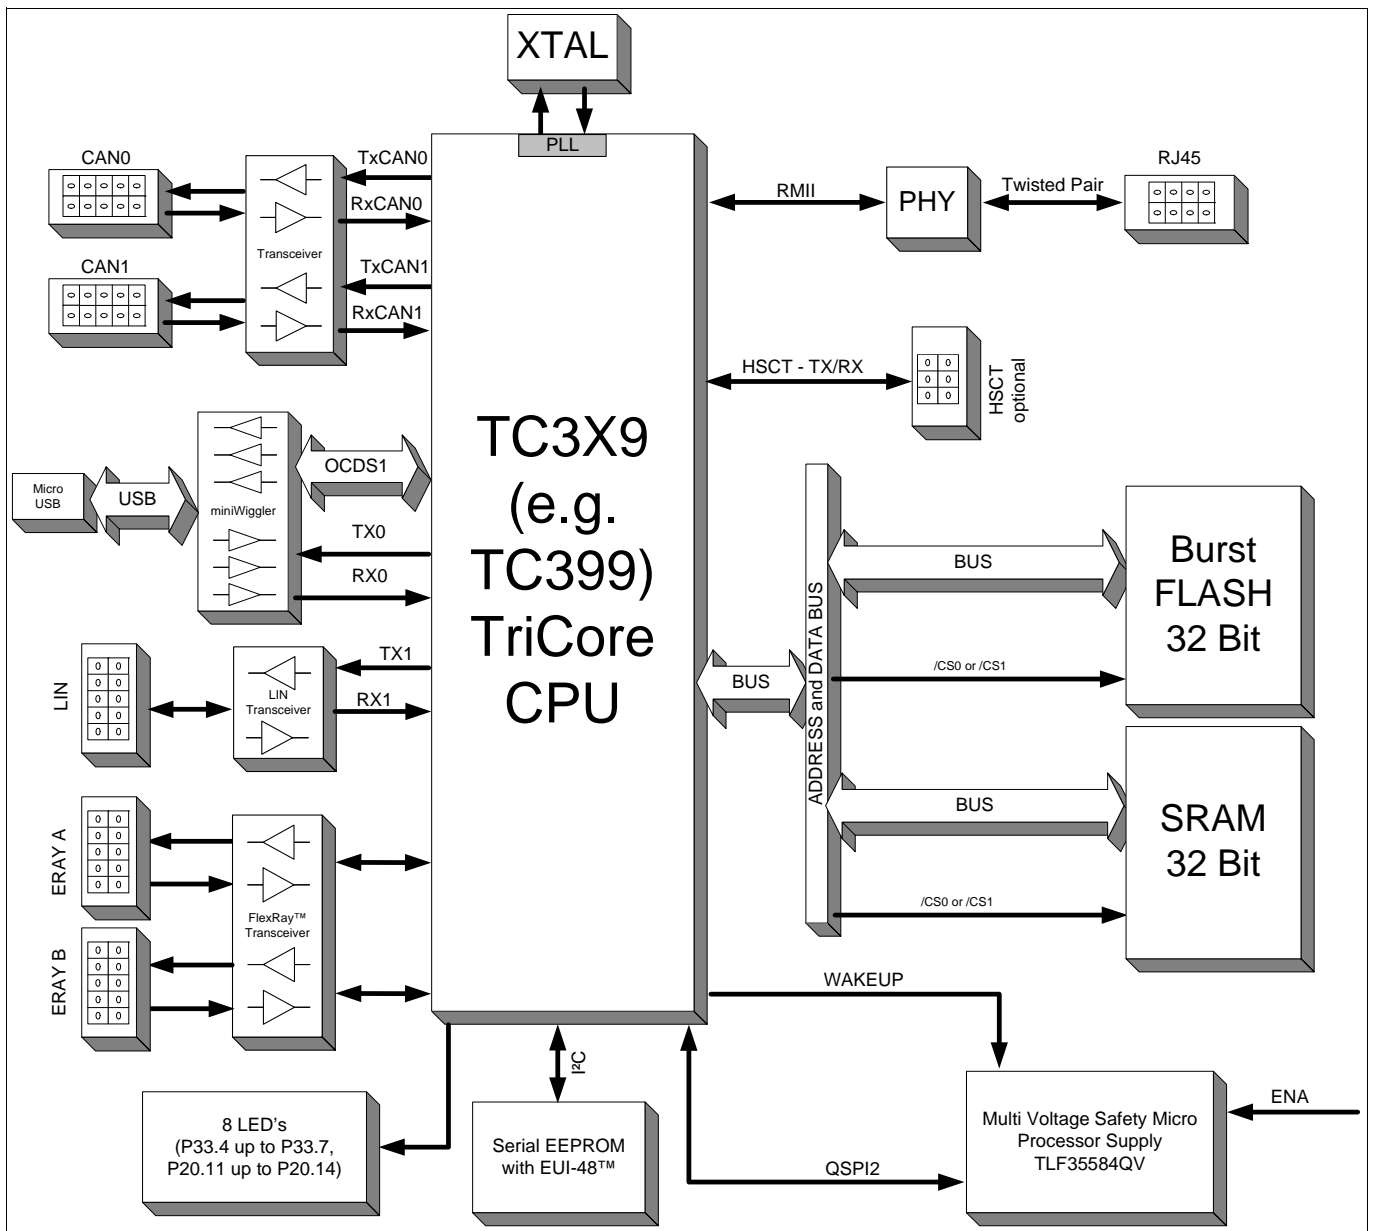 XTAL
PLL
CAN0
TxCAN0
RxCAN0
Transceiver
CAN1
TxCAN1
RxCAN1
RMII
PHY
Twisted Pair
RJ45
HSCT - TX/RX
HSCT
optional
TC3X9
(e.g.
TC399)
TriCore
CPU
Micro
USB
USB
miniWiggler
OCDS1
TX0
RX0
LIN
LIN
Transceiver
TX1
RX1
BUS
ADDRESS and DATA BUS
BUS
/CS0 or /CS1
Burst
FLASH
32 Bit
BUS
/CS0 or /CS1
SRAM
32 Bit
ERAY A
ERAY B
FlexRay™
Transceiver
WAKEUP
I²C
8 LED's
(P33.4 up to P33.7,
P20.11 up to P20.14)
Serial EEPROM
with EUI-48™
QSPI2
Multi Voltage Safety Micro
Processor Supply
TLF35584QV
ENA